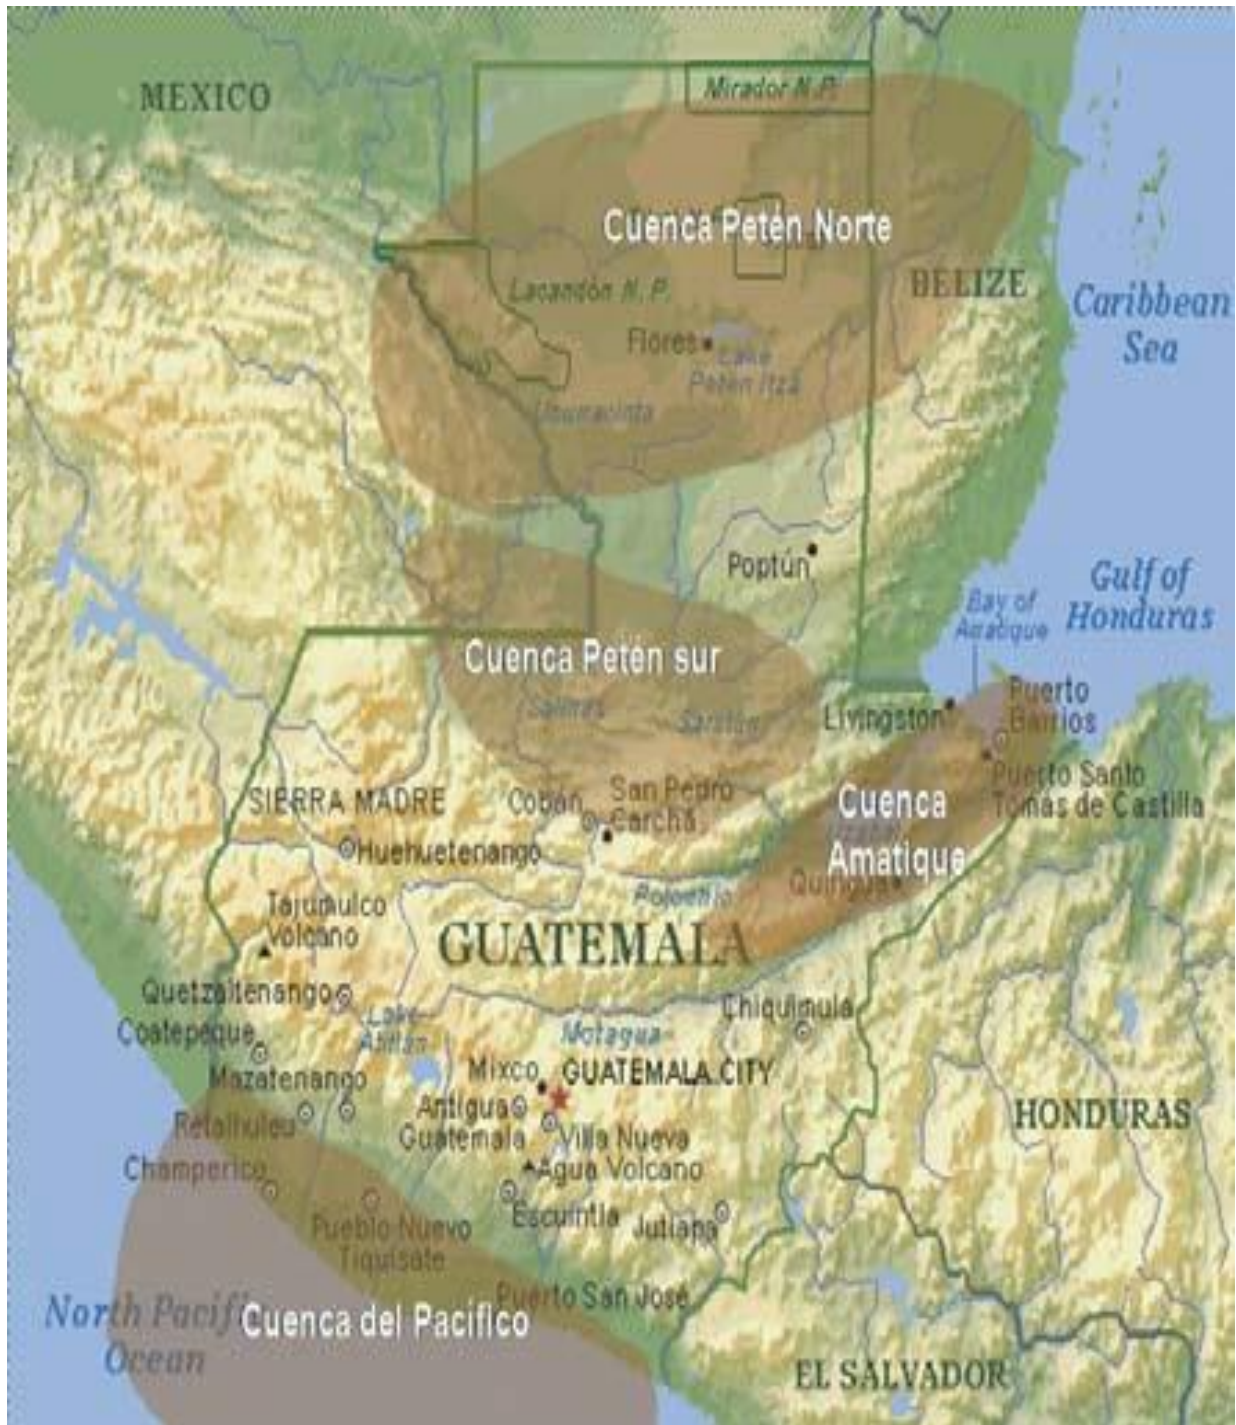 MEXICO
Mirador N.P.
Cuenca Petén Norte
Lacandón N.P.
BELIZE
Caribbean
Sea
Flores
Lake
Petén Itzá
Usumacinta
Poptún
Gulf of
Honduras
Bay of
Amatique
Cuenca Petén sur
Salinas
Sarstún
Livingston
Puerto
Barrios
Puerto Santo
Tomás de Castilla
Cuenca
Amatique
SIERRA MADRE
Cobán
San Pedro
Carchá
Huehuetenango
Quiriguá
Polochic
Tajumulco
Volcano
GUATEMALA
Quetzaltenango
Chiquimula
Coatepeque
Lake
Atitlán
Motagua
Mixco
GUATEMALA CITY
Mazatenango
Antigua
Guatemala
Retalhuleu
Villa Nueva
HONDURAS
Champerico
Agua Volcano
Escuintla
Jutiapa
Pueblo Nuevo
Tiquisate
Puerto San José
North Pacific
Ocean
Cuenca del Pacífico
EL SALVADOR